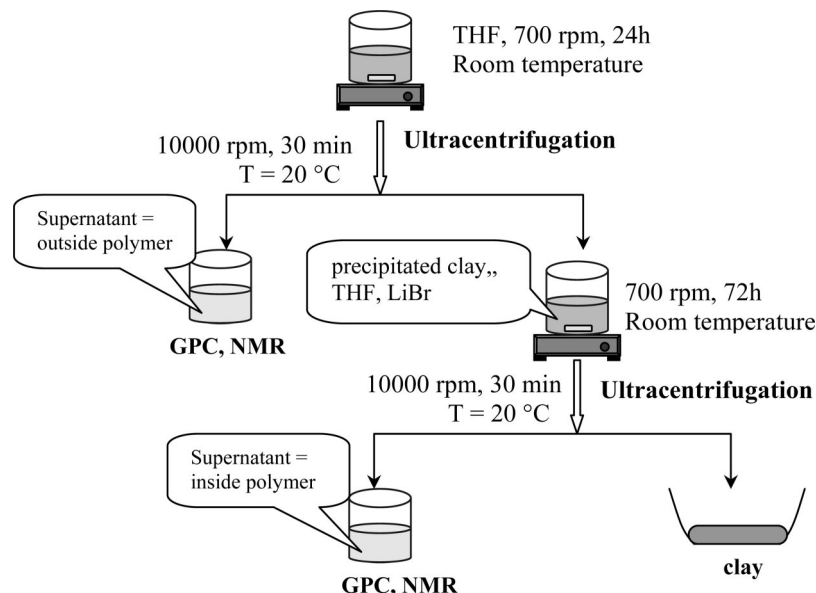 THF, 700 rpm, 24h
Room temperature
10000 rpm, 30 min
T = 20 °C
Ultracentrifugation
Supernatant =
outside polymer
GPC, NMR
precipitated clay,,
THF, LiBr
700 rpm, 72h
Room temperature
10000 rpm, 30 min
T = 20 °C
Ultracentrifugation
Supernatant =
inside polymer
GPC, NMR
clay